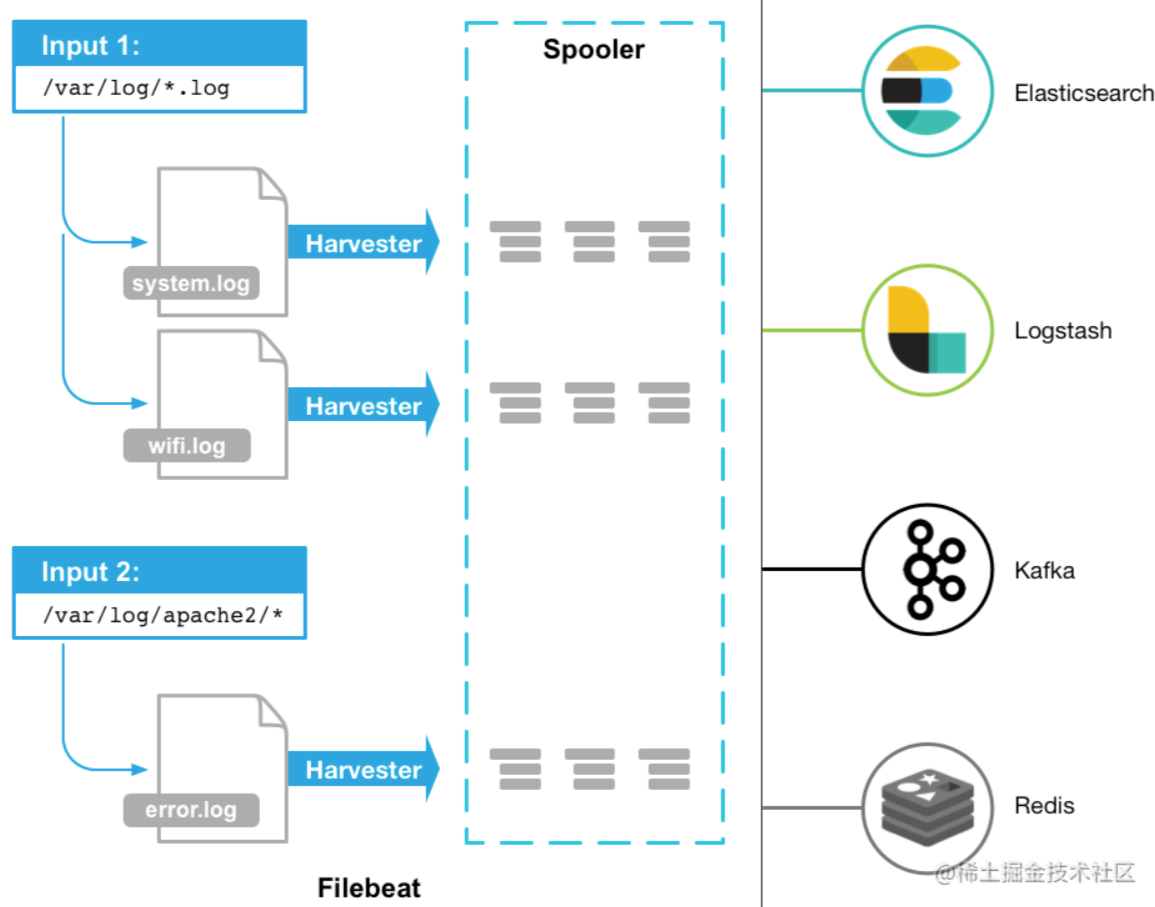 Input 1:
/var/log/*.log
system.log
Harvester
wifi.log
Harvester
Input 2:
/var/log/apache2/*
error.log
Harvester
Filebeat
Spooler
Elasticsearch
Logstash
Kafka
Redis
@稀土掘金技术社区